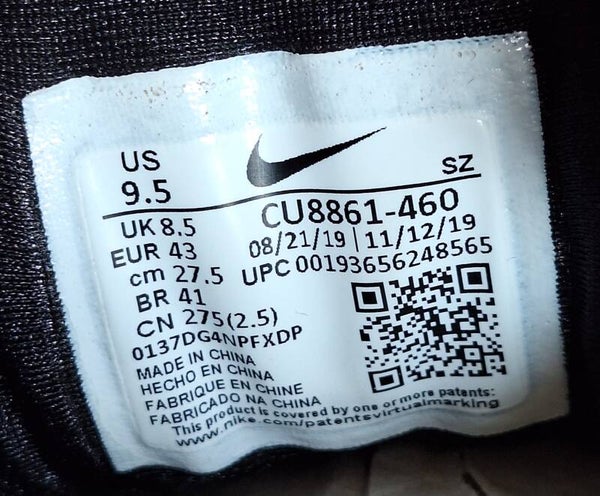 US
9.5
SZ
UK 8.5
EUR 43
cm 27.5
BR 41
CN 275(2.5)
0137DG4NPFXDP
CU8861-460
08/21/19 | 11/12/19
UPC 00193656248565
MADE IN CHINA
HECHO EN CHINA
FABRIQUE EN CHINE
FABRICADO NA CHINA
This product is covered by one or more patents:
www.nike.com/patentsvirtualmarking